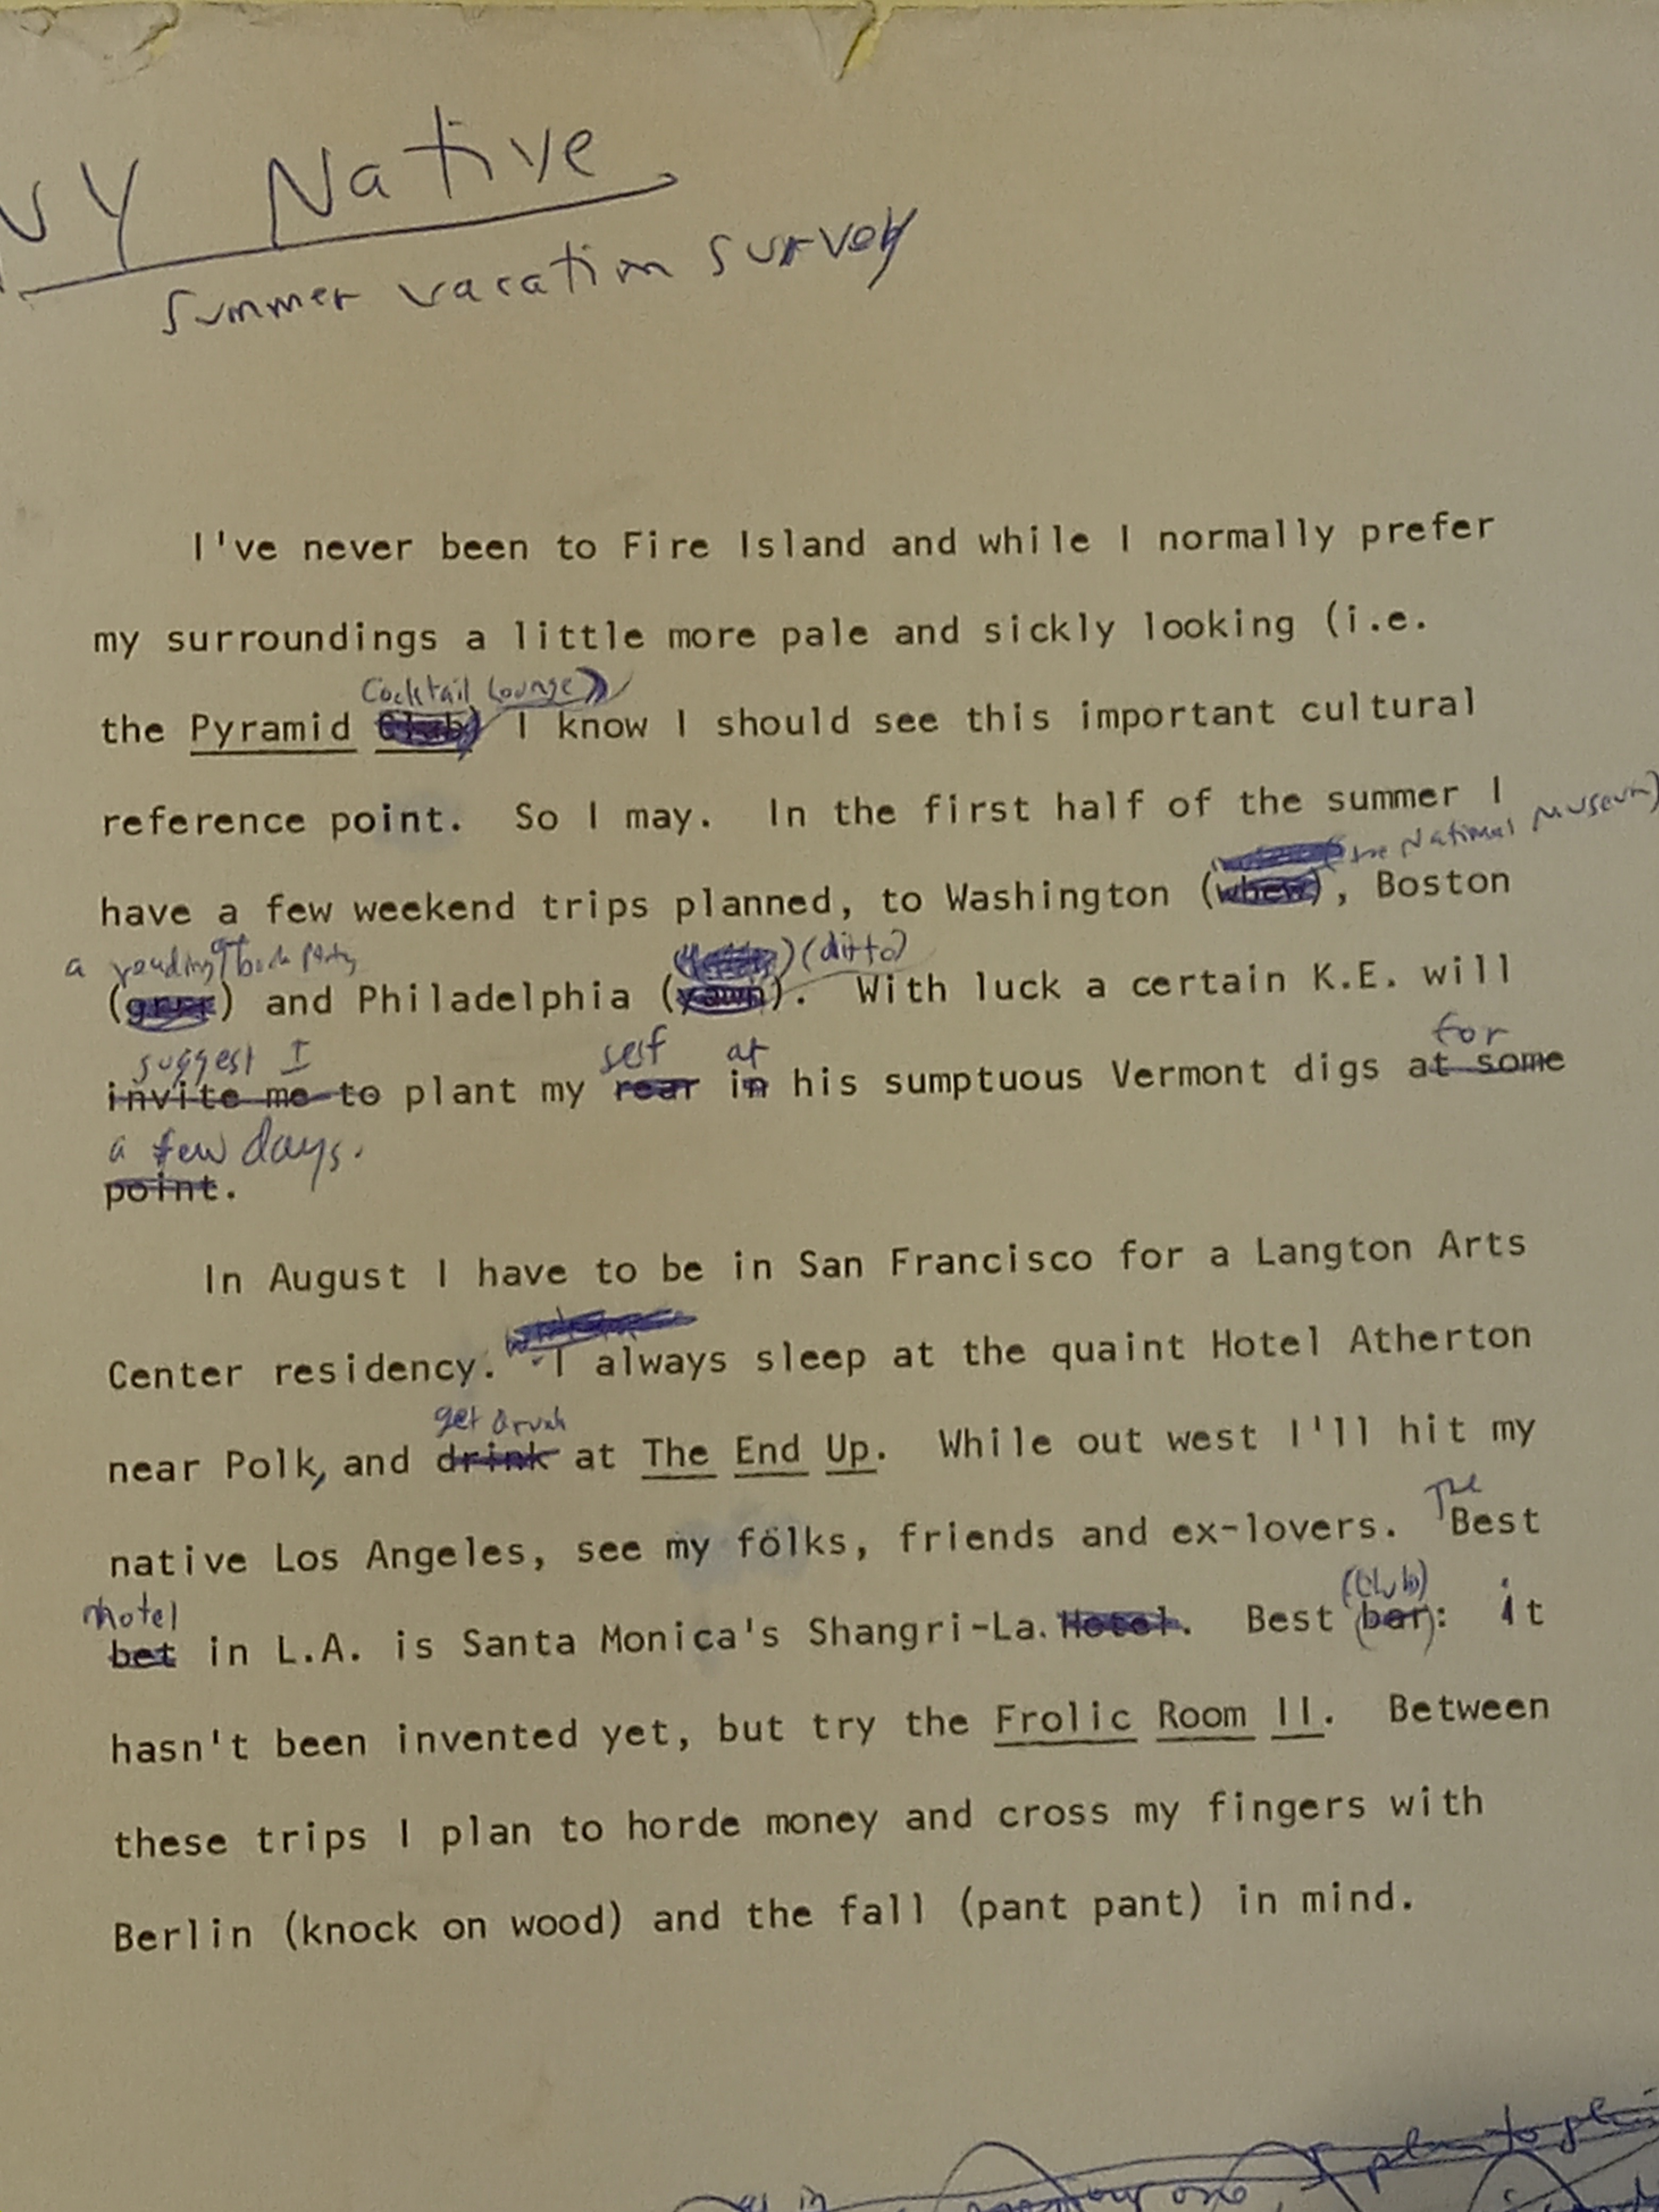 NY Native
Summer vacation survey
I've never been to Fire Island and while I normally prefer
my surroundings a little more pale and sickly looking (i.e.
Cocktail Lounge)
the Pyramid Club) I know I should see this important cultural
reference point. So I may. In the first half of the summer I
National Museum)
have a few weekend trips planned, to Washington (whew), Boston
a reading (ditto)
(grrr) and Philadelphia (yawn). With luck a certain K.E. will
suggest I self at for
invite me to plant my rear in his sumptuous Vermont digs at some
a few days.
point.
In August I have to be in San Francisco for a Langton Arts
Center residency. I always sleep at the quaint Hotel Atherton
get drunk
near Polk, and drink at The End Up. While out west I'll hit my
The
native Los Angeles, see my folks, friends and ex-lovers. Best
hotel (Club)
bet in L.A. is Santa Monica's Shangri-La. Hotel. Best (bar): it
hasn't been invented yet, but try the Frolic Room II. Between
these trips I plan to horde money and cross my fingers with
Berlin (knock on wood) and the fall (pant pant) in mind.
plan to